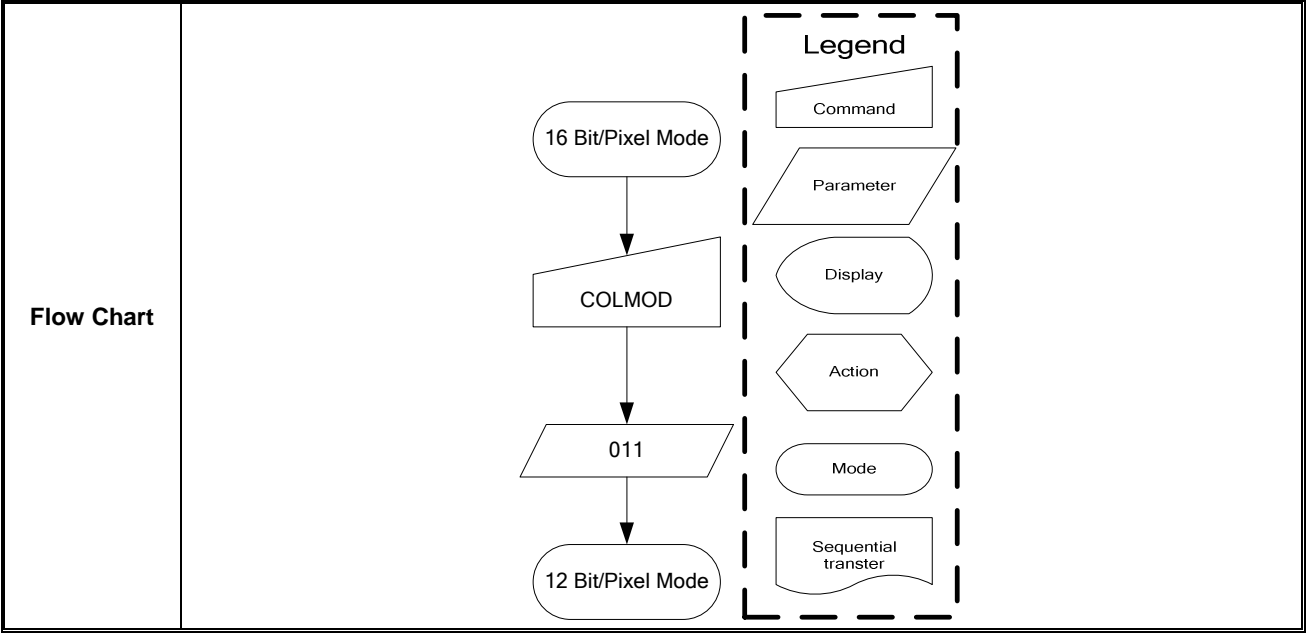 Flow Chart
16 Bit/Pixel Mode
COLMOD
011
12 Bit/Pixel Mode
Legend
Command
Parameter
Display
Action
Mode
Sequential
transter